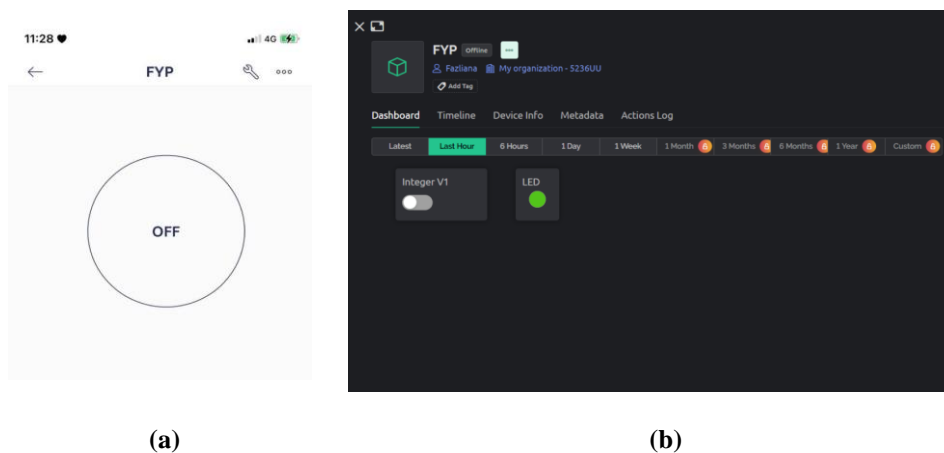 11:28
4G
FYP
OFF
(a)
FYP Offline
Fazliana My organization - 5236UU
Add Tag
Dashboard Timeline Device Info Metadata Actions Log
Latest Last Hour 6 Hours 1 Day 1 Week 1 Month 3 Months 6 Months 1 Year Custom
Integer V1 LED
(b)